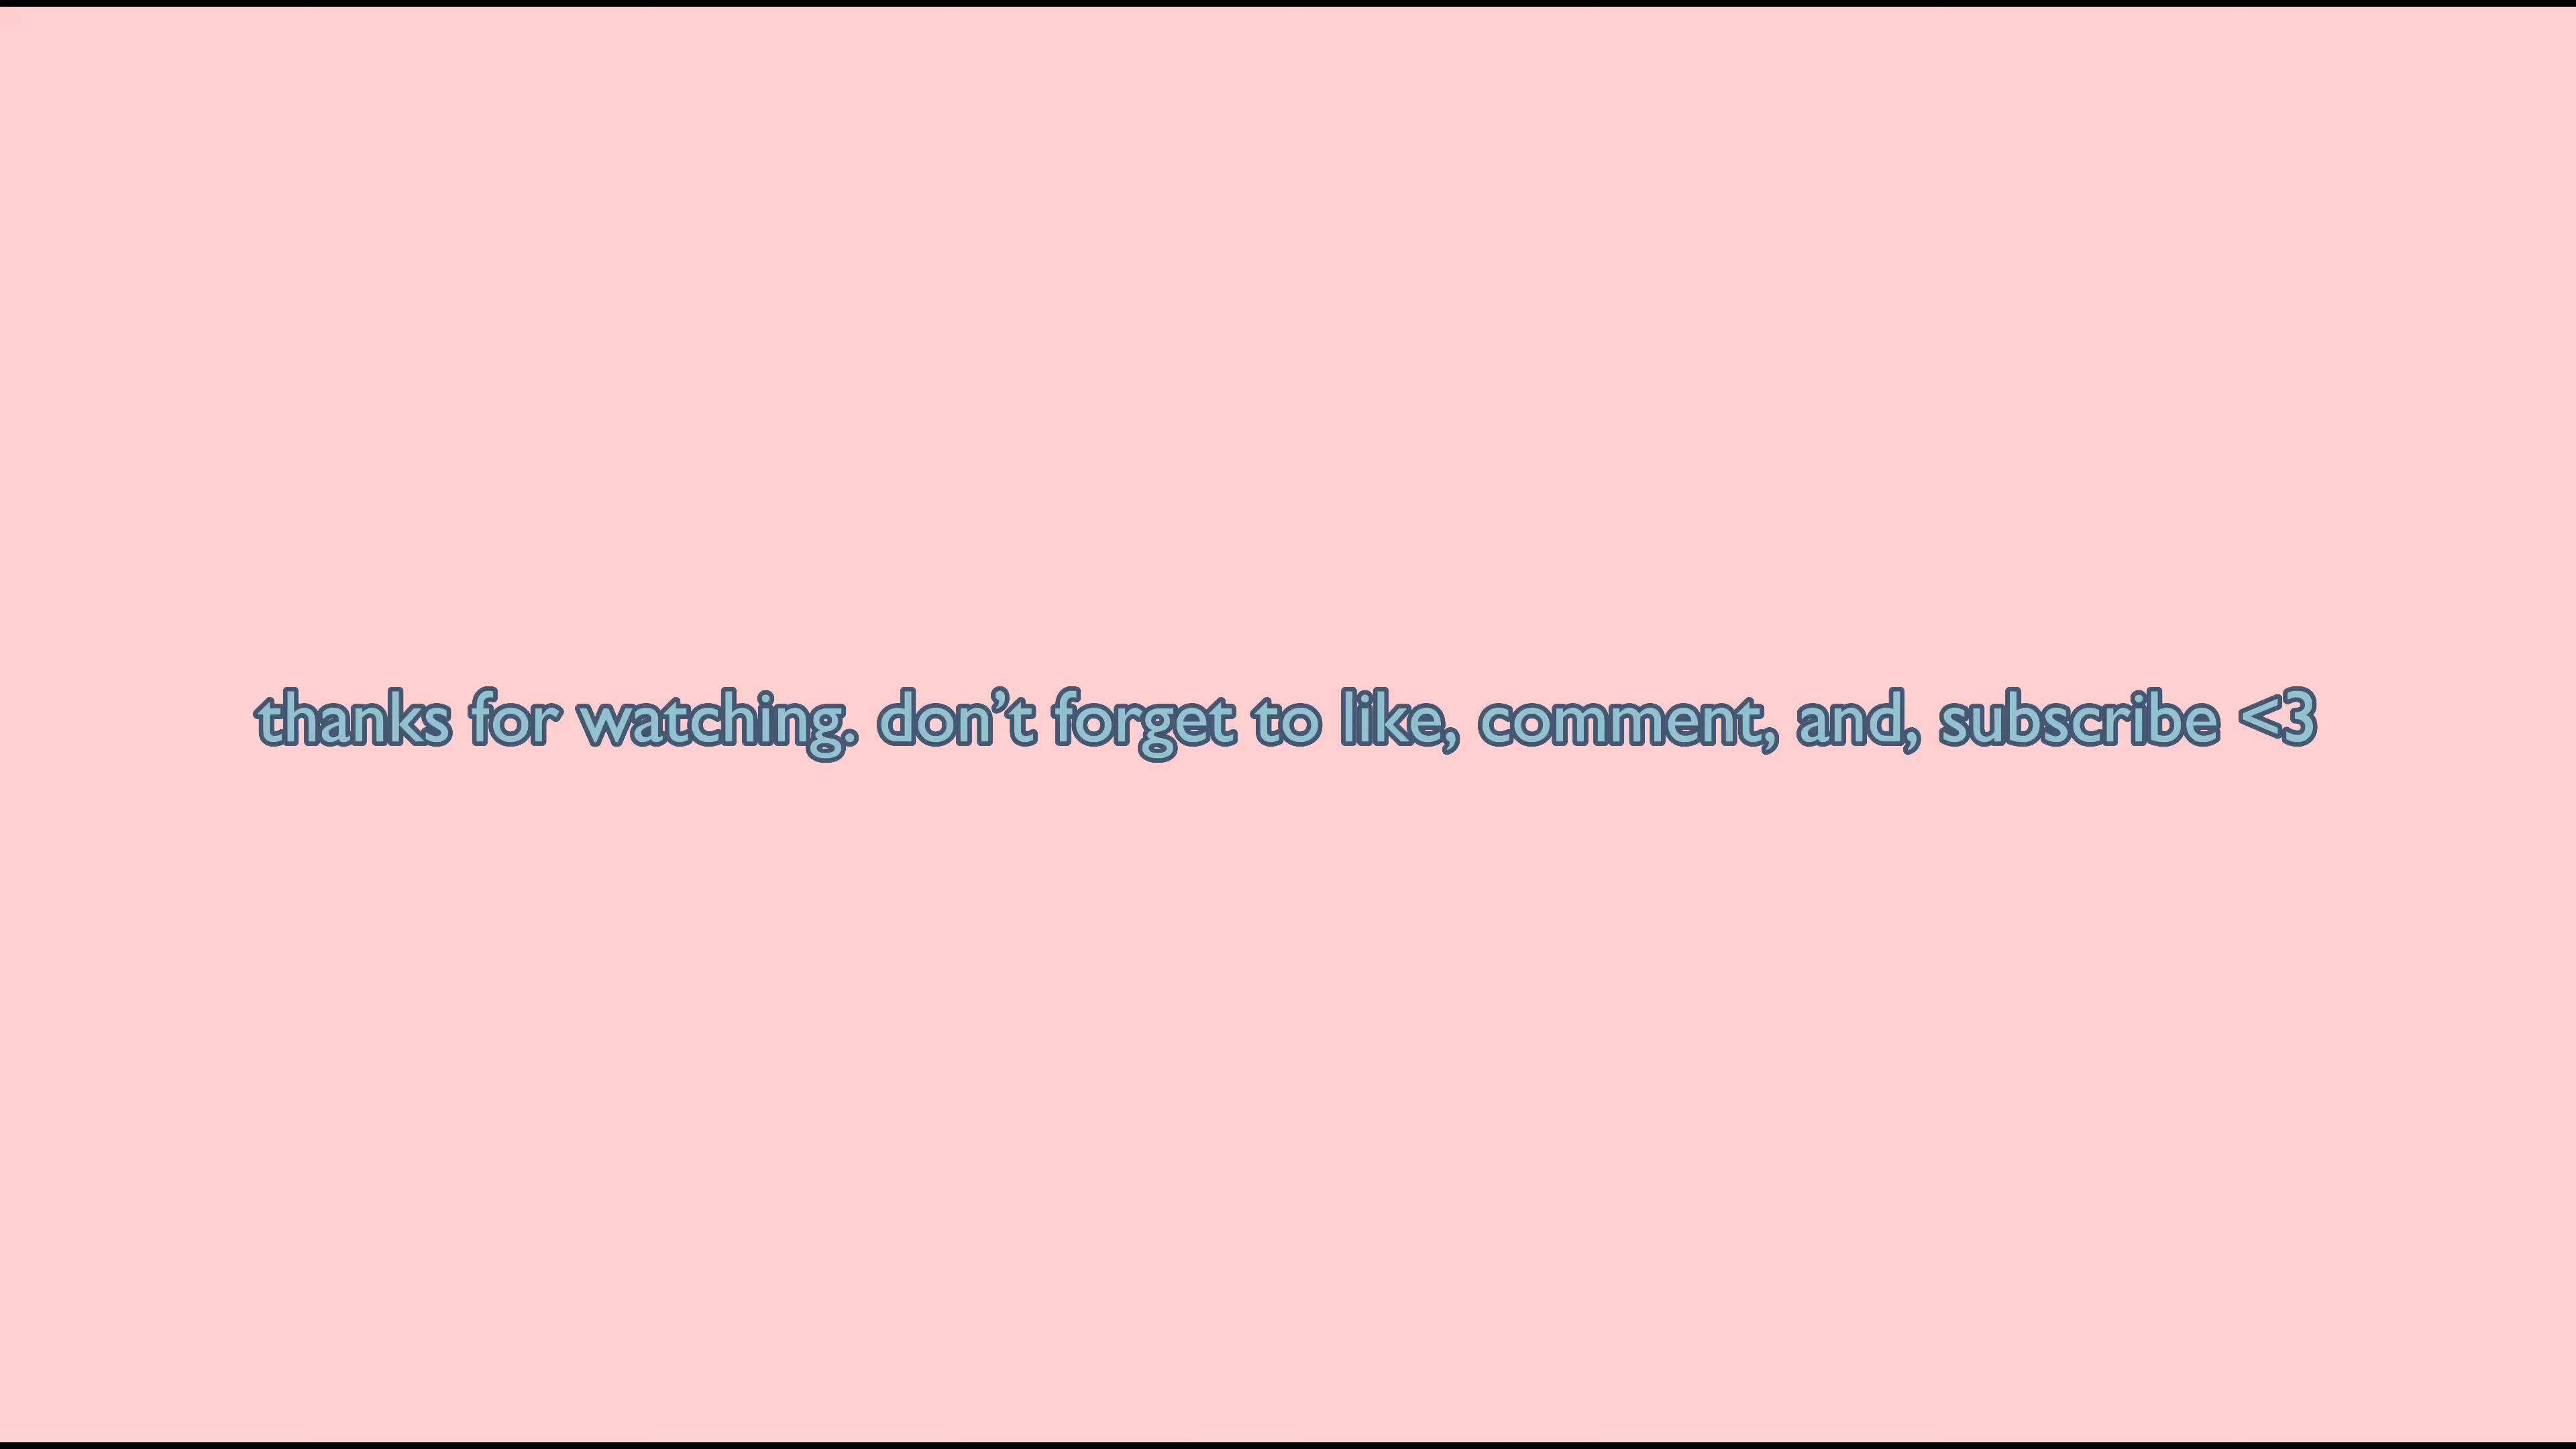 thanks for watching. don’t forget to like, comment, and, subscribe <3